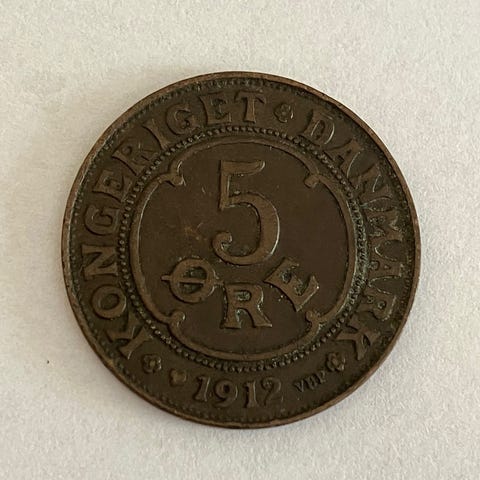 KONGERIGET DANMARK
5
ØRE
1912
VBP